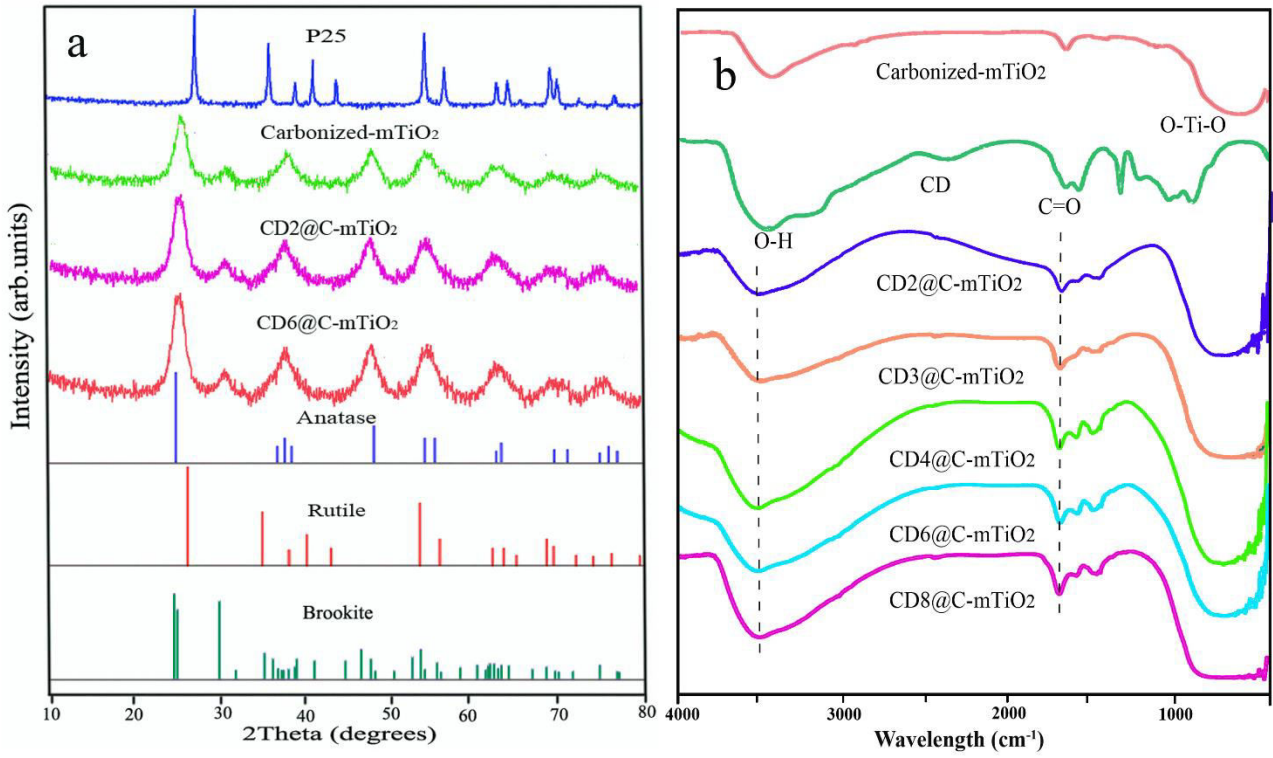 a
P25
Carbonized-mTiO2
CD2@C-mTiO2
CD6@C-mTiO2
Anatase
Rutile
Brookite
Intensity (arb.units)
10 20 30 40 50 60 70 80
2Theta (degrees)
b
Carbonized-mTiO2
O-Ti-O
CD
C=O
O-H
CD2@C-mTiO2
CD3@C-mTiO2
CD4@C-mTiO2
CD6@C-mTiO2
CD8@C-mTiO2
4000 3000 2000 1000
Wavelength (cm-1)